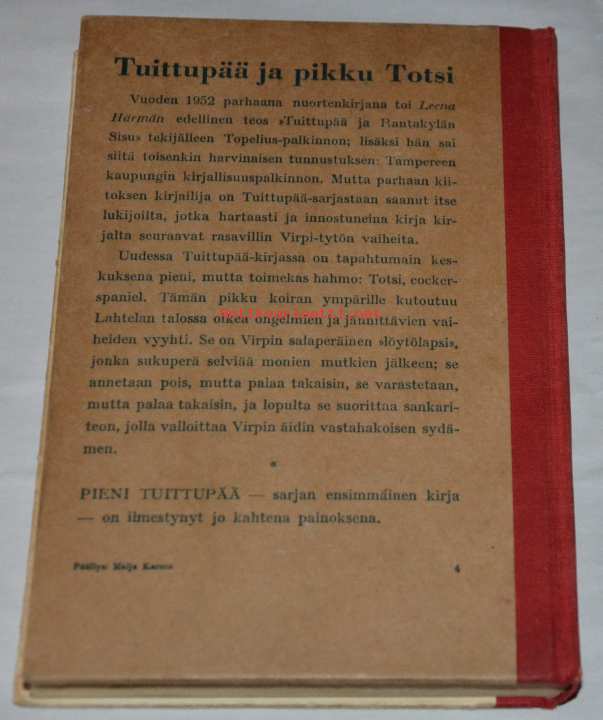 Tuittupää ja pikku Totsi
Vuoden 1952 parhaana nuortenkirjana toi Leena
Härmän edellinen teos »Tuittupää ja Rantakylän
Sisu» tekijälleen Topelius-palkinnon; lisäksi hän sai
siitä toisenkin harvinaisen tunnustuksen: Tampereen
kaupungin kirjallisuuspalkinnon. Mutta parhaan kii-
toksen kirjailija on Tuittupää-sarjastaan saanut itse
lukijoilta, jotka hartaasti ja innostuneina kirja kir-
jalta seuraavat rasavillin Virpi-tytön vaiheita.
Uudessa Tuittupää-kirjassa on tapahtumain kes-
kuksena pieni, mutta toimekas hahmo: Totsi, cocker-
spaniel. Tämän pikku koiran ympärille kutoutuu
Lahtelan talossa oikea ongelmien ja jännittävien vai-
heiden vyyhti. Se on Virpin salaperäinen »löytölapsi»,
jonka sukuperä selviää monien mutkien jälkeen; se
annetaan pois, mutta palaa takaisin, se varastetaan,
mutta palaa takaisin, ja lopulta se suorittaa sankari-
teon, jolla valloittaa Virpin äidin vastahakoisen sydä-
men.
*
PIENI TUITTUPÄÄ — sarjan ensimmäinen kirja
— on ilmestynyt jo kahtena painoksena.
Päällys: Maija Karma 4